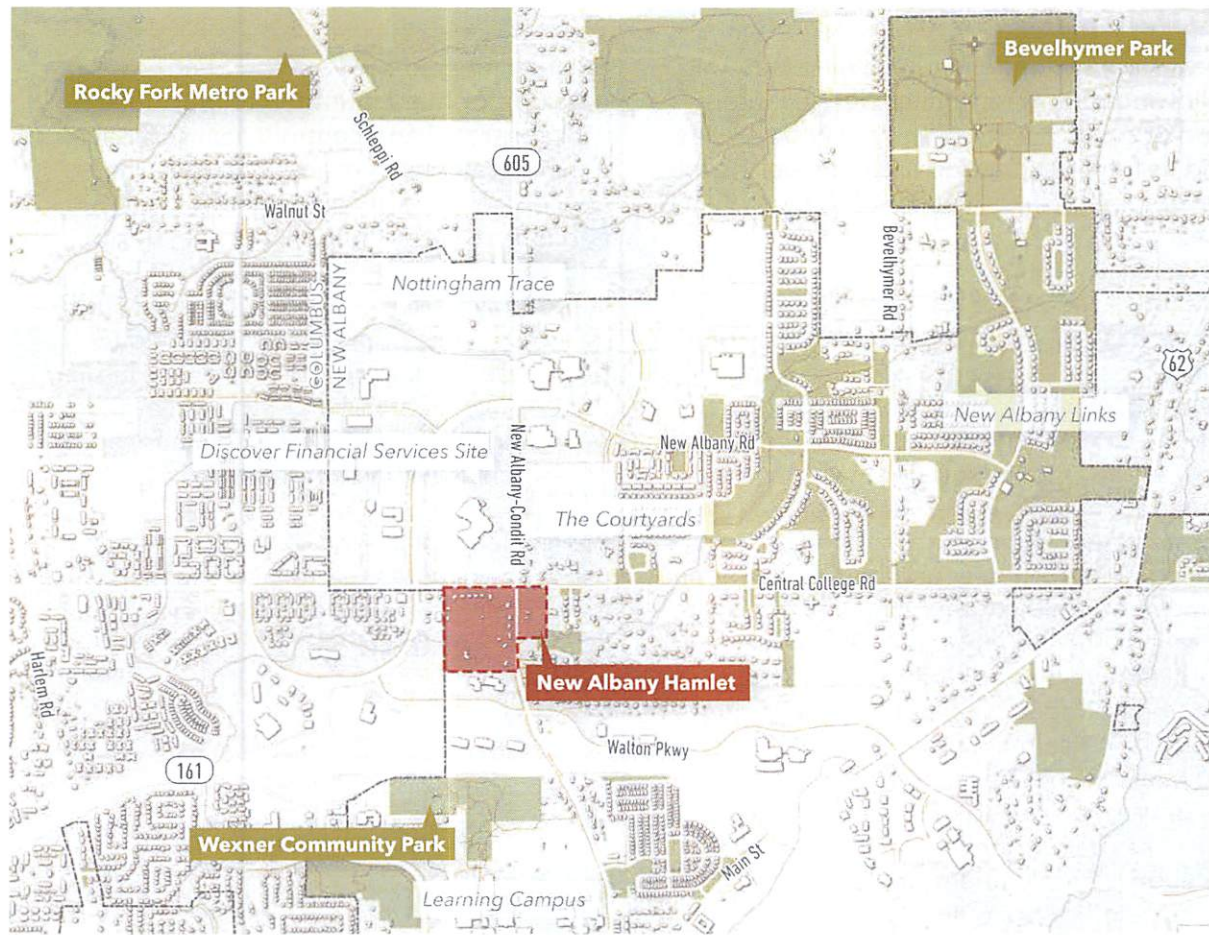 Bevelhymer Park
Rocky Fork Metro Park
Schleppi Rd
605
Walnut St
Bevelhymer Rd
COLUMBUS
NEW ALBANY
Nottingham Trace
62
New Albany Links
New Albany-Condit Rd
New Albany Rd
Discover Financial Services Site
The Courtyards
Central College Rd
Harlem Rd
New Albany Hamlet
Walton Pkwy
161
Wexner Community Park
Main St
Learning Campus